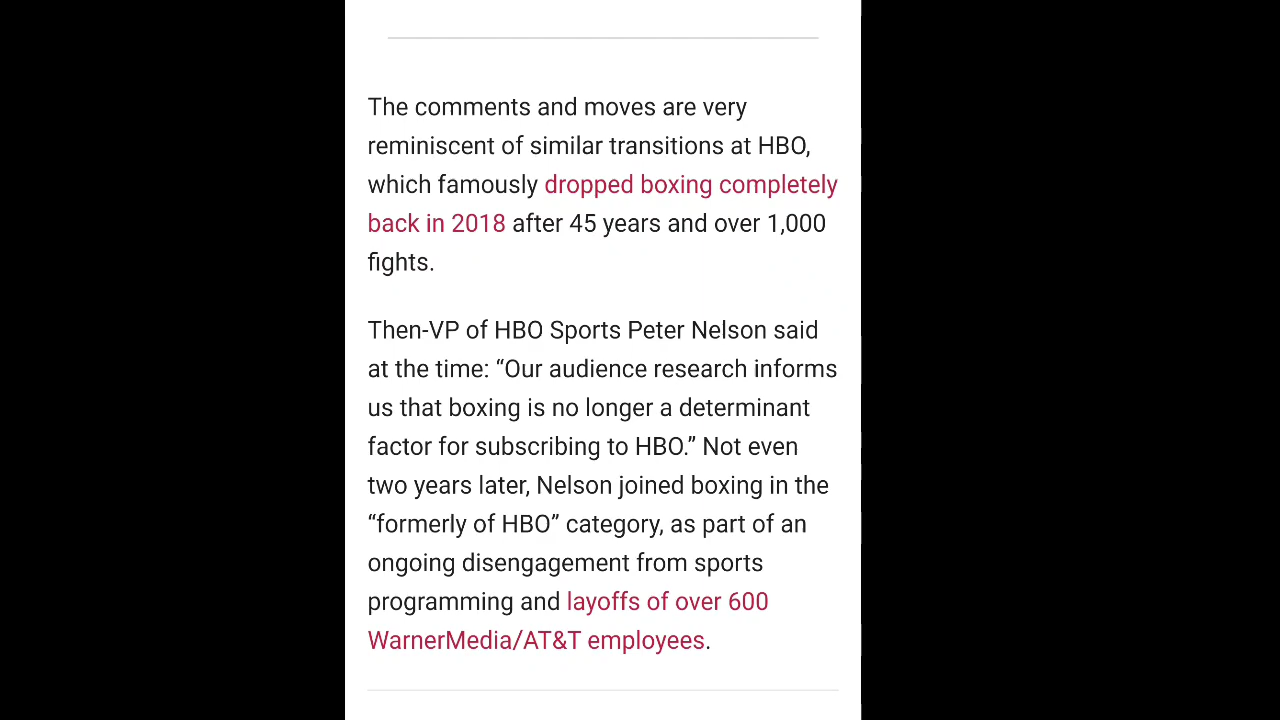 The comments and moves are very
reminiscent of similar transitions at HBO,
which famously dropped boxing completely
back in 2018 after 45 years and over 1,000
fights.
Then-VP of HBO Sports Peter Nelson said
at the time: “Our audience research informs
us that boxing is no longer a determinant
factor for subscribing to HBO.” Not even
two years later, Nelson joined boxing in the
“formerly of HBO” category, as part of an
ongoing disengagement from sports
programming and layoffs of over 600
WarnerMedia/AT&T employees.